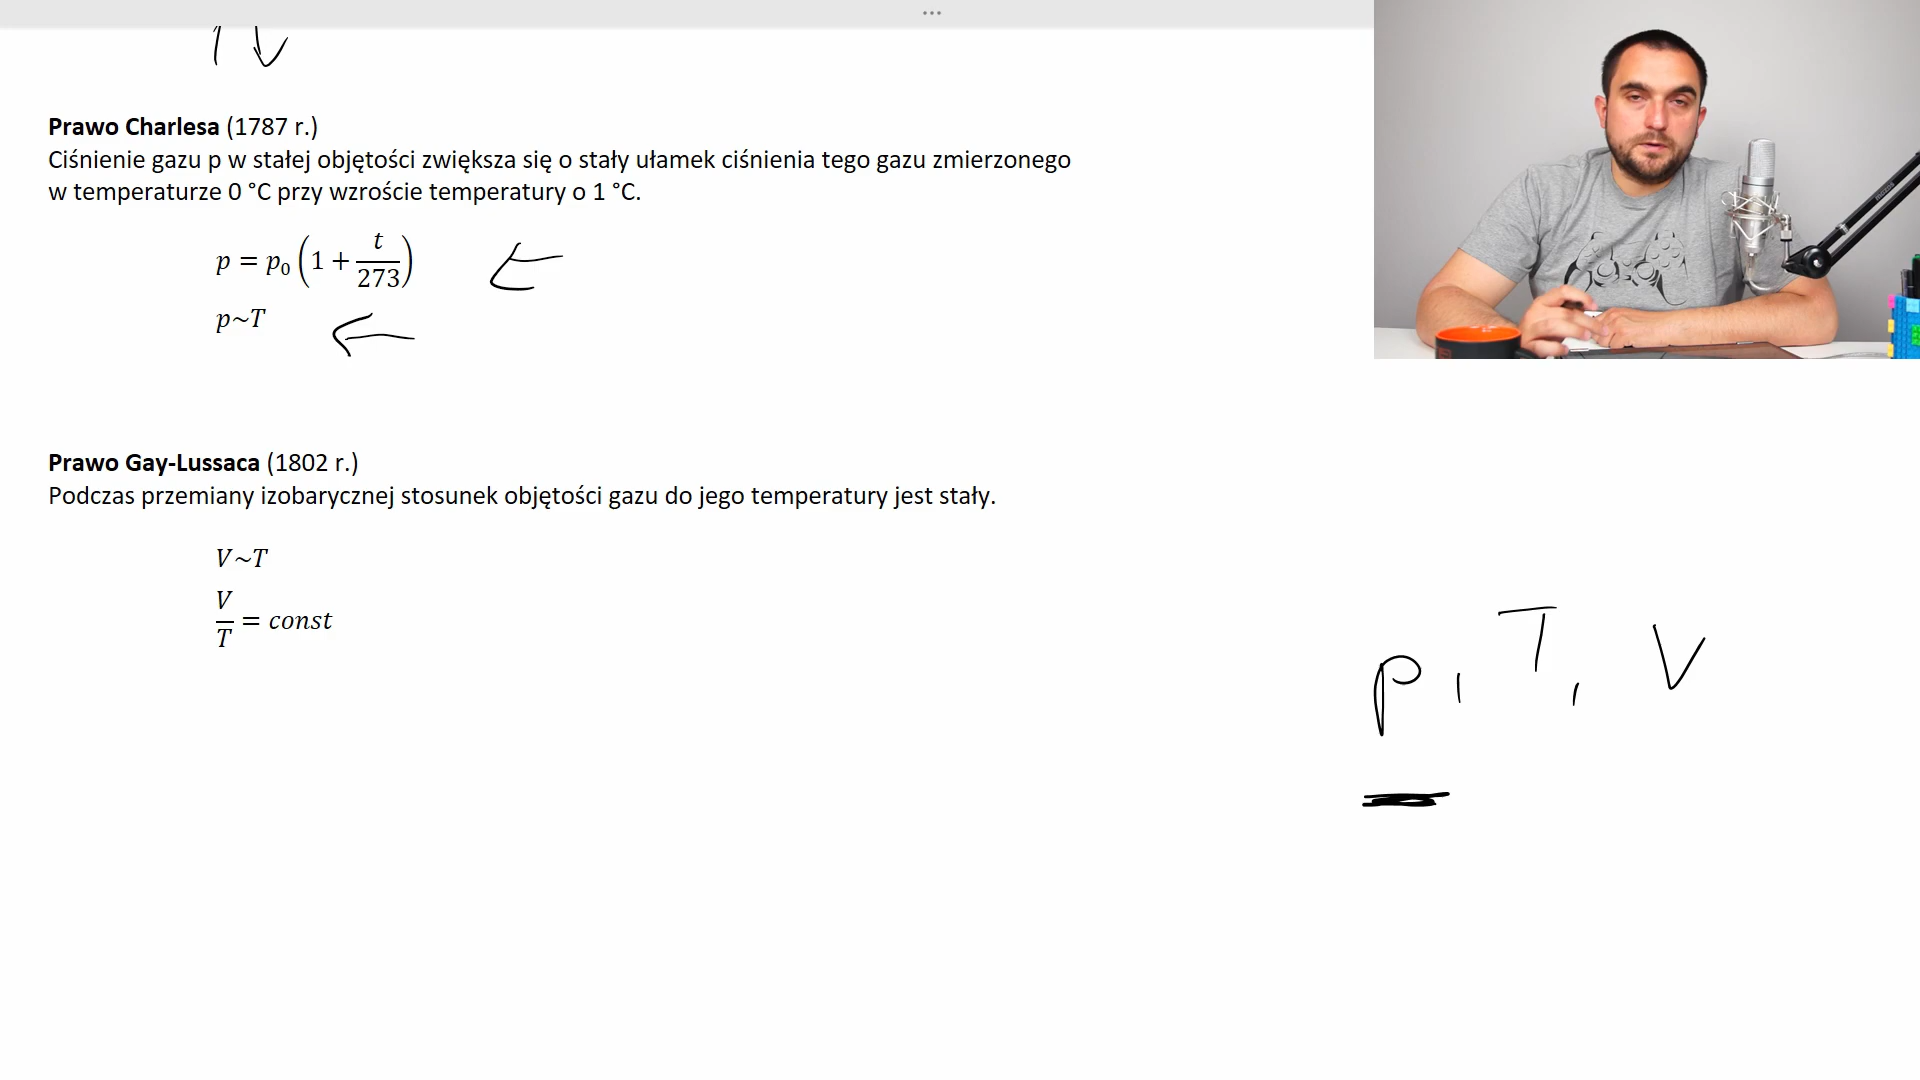 Prawo Charlesa (1787 r.)
Ciśnienie gazu p w stałej objętości zwiększa się o stały ułamek ciśnienia tego gazu zmierzonego
w temperaturze 0 °C przy wzroście temperatury o 1 °C.
p = p₀ (1 + t/273)
p~T
Prawo Gay-Lussaca (1802 r.)
Podczas przemiany izobarycznej stosunek objętości gazu do jego temperatury jest stały.
V~T
V/T = const
p, T, V